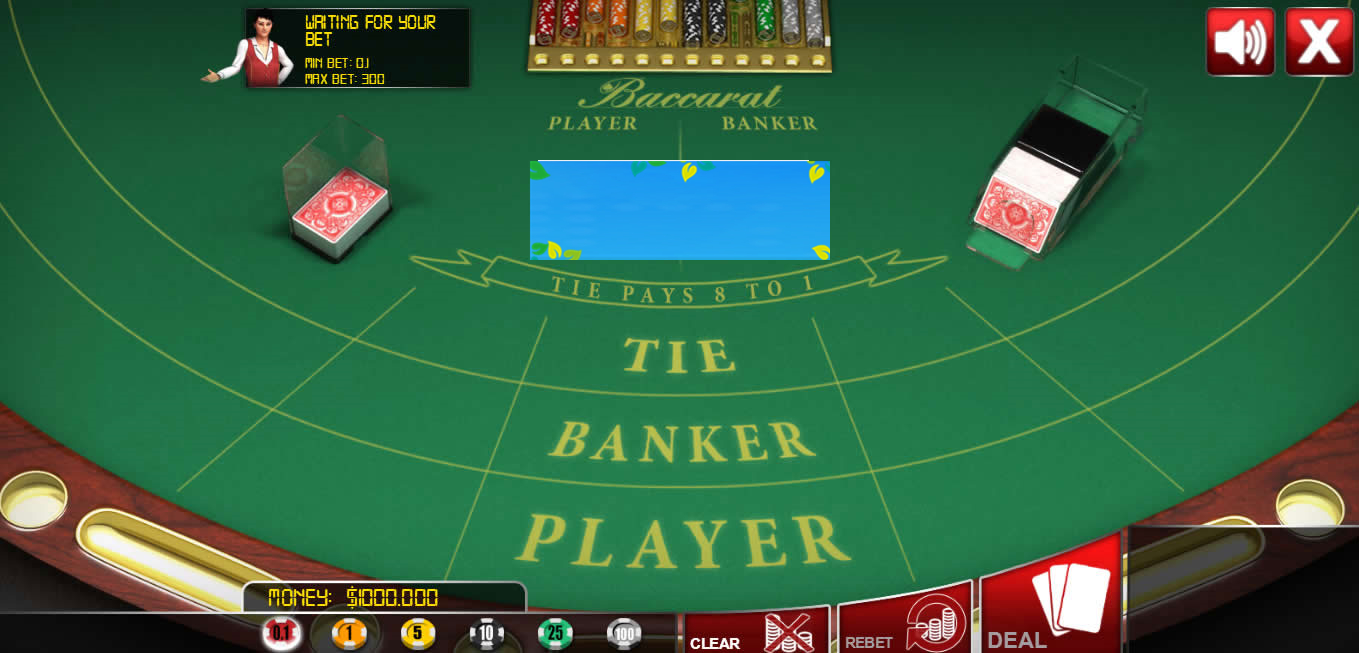 WAITING FOR YOUR
BET
MIN BET: 0.1
MAX BET: 300
Baccarat
PLAYER BANKER
TIE PAYS 8 TO 1
TIE
BANKER
PLAYER
MONEY: $1000.000
0.1 1 5 10 25 100
CLEAR REBET DEAL